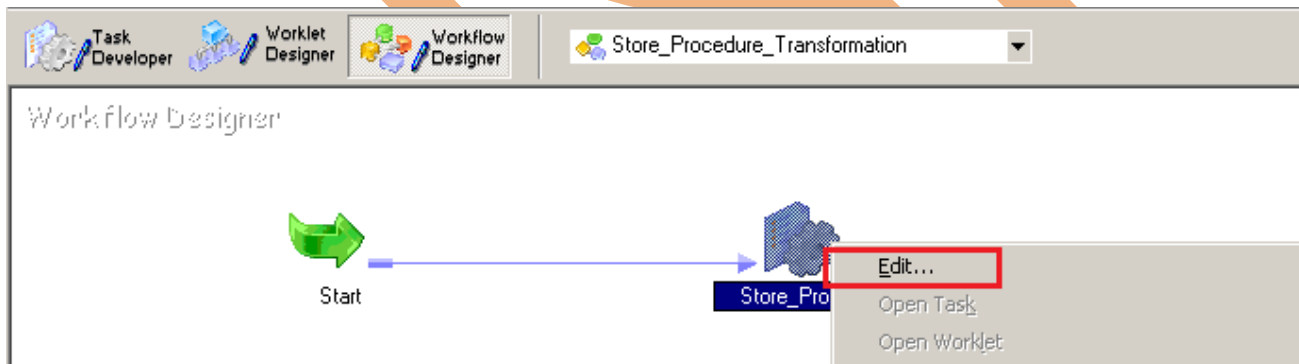 Task
Developer
Worklet
Designer
Workflow
Designer
Store_Procedure_Transformation
Workflow Designer
Start
Store_Pro
Edit...
Open Task
Open Worklet